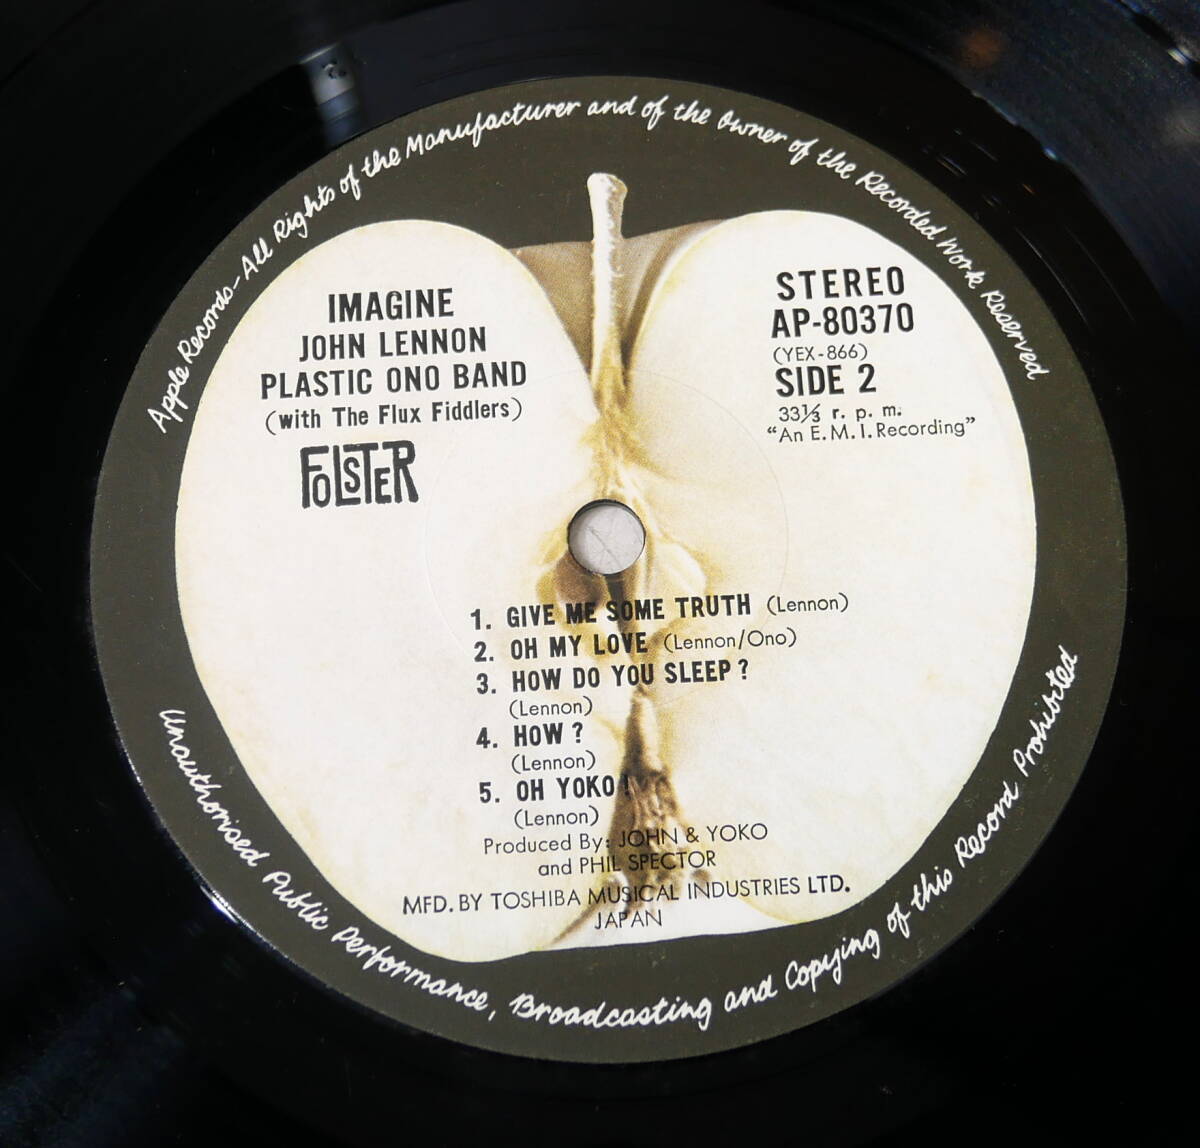 Apple Records-All Rights of the Manufacturer and of the Owner of the Recorded Work Reserved
IMAGINE
JOHN LENNON
PLASTIC ONO BAND
(with The Flux Fiddlers)
FOLSTER
STEREO
AP-80370
(YEX-866)
SIDE 2
33⅓ r. p. m.
"An E. M. I. Recording"
1. GIVE ME SOME TRUTH (Lennon)
2. OH MY LOVE (Lennon/Ono)
3. HOW DO YOU SLEEP?
(Lennon)
4. HOW?
(Lennon)
5. OH YOKO!
(Lennon)
Produced By: JOHN & YOKO
and PHIL SPECTOR
MFD. BY TOSHIBA MUSICAL INDUSTRIES LTD.
JAPAN
Unauthorised Public Performance, Broadcasting and Copying of this Record Prohibited